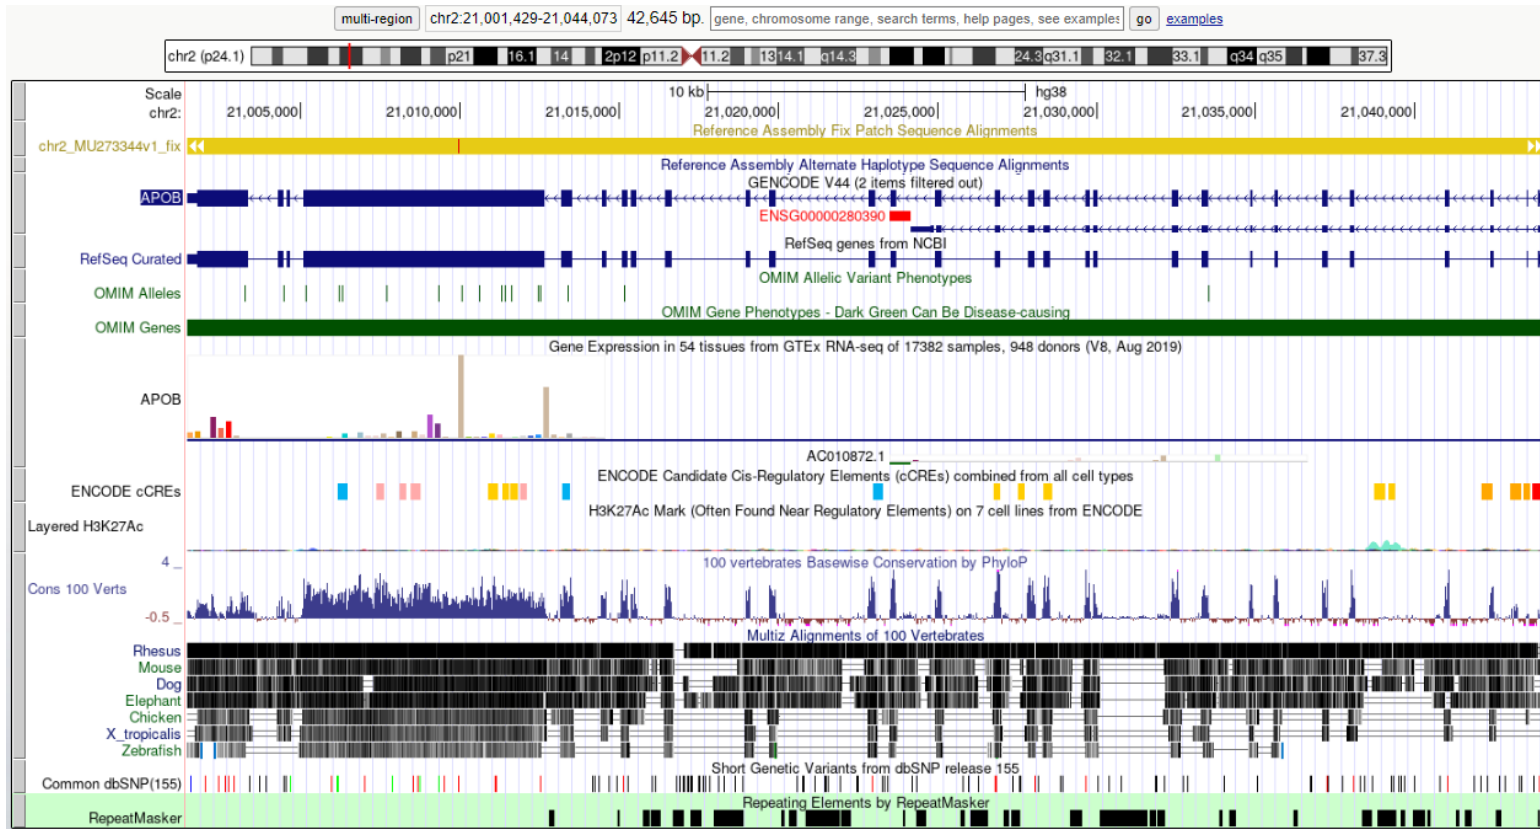 multi-region chr2:21,001,429-21,044,073 42,645 bp. gene, chromosome range, search terms, help pages, see examples go examples
chr2 (p24.1) p21 16.1 14 2p12 p11.2 11.2 13 14.1 q14.3 24.3 q31.1 32.1 33.1 q34 q35 37.3
Scale 10 kb hg38
chr2: 21,005,000 21,010,000 21,015,000 21,020,000 21,025,000 21,030,000 21,035,000 21,040,000
Reference Assembly Fix Patch Sequence Alignments
chr2_MU273344v1_fix
Reference Assembly Alternate Haplotype Sequence Alignments
GENCODE V44 (2 items filtered out)
APOB
ENSG00000280390
RefSeq genes from NCBI
RefSeq Curated
OMIM Allelic Variant Phenotypes
OMIM Alleles
OMIM Gene Phenotypes - Dark Green Can Be Disease-causing
OMIM Genes
Gene Expression in 54 tissues from GTEx RNA-seq of 17382 samples, 948 donors (V8, Aug 2019)
APOB
AC010872.1
ENCODE Candidate Cis-Regulatory Elements (cCREs) combined from all cell types
ENCODE cCREs
H3K27Ac Mark (Often Found Near Regulatory Elements) on 7 cell lines from ENCODE
Layered H3K27Ac
100 vertebrates Basewise Conservation by PhyloP
4 _
Cons 100 Verts
-0.5 _
Multiz Alignments of 100 Vertebrates
Rhesus
Mouse
Dog
Elephant
Chicken
X_tropicalis
Zebrafish
Short Genetic Variants from dbSNP release 155
Common dbSNP(155)
Repeating Elements by RepeatMasker
RepeatMasker